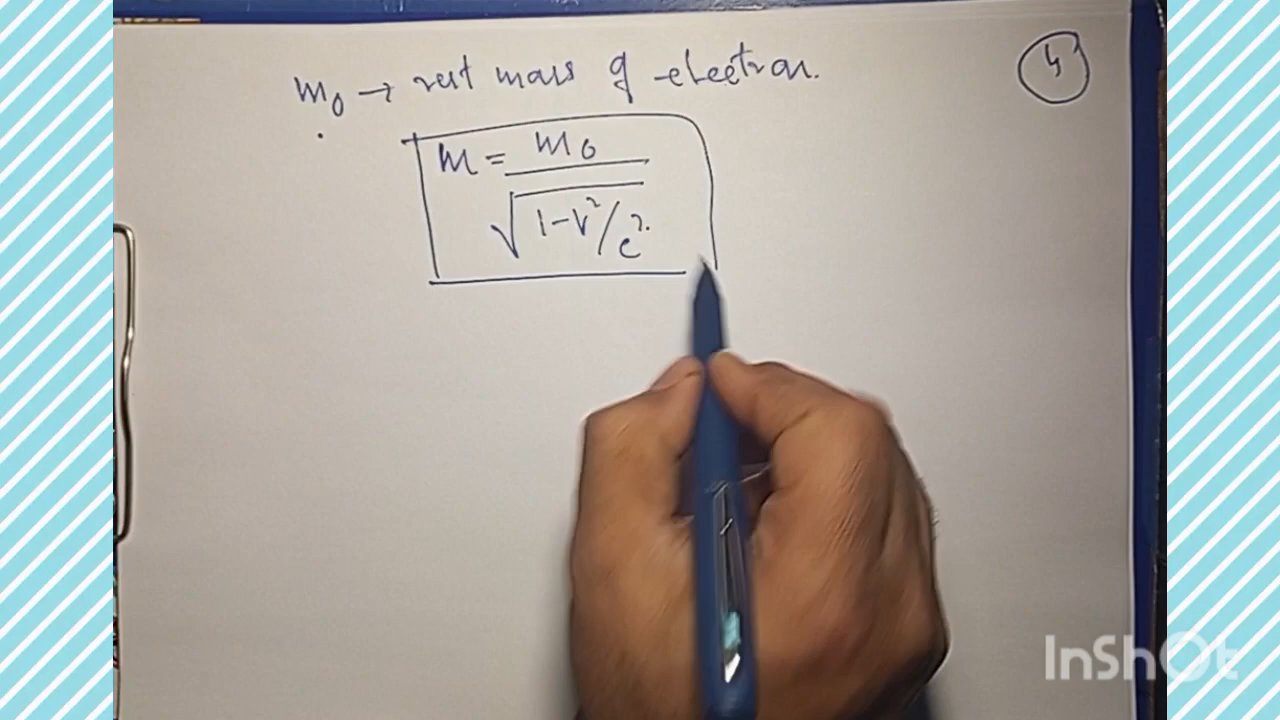 m₀ → rest mass of electron.
4
m = m₀ / √(1-v²/c²)
InShOt